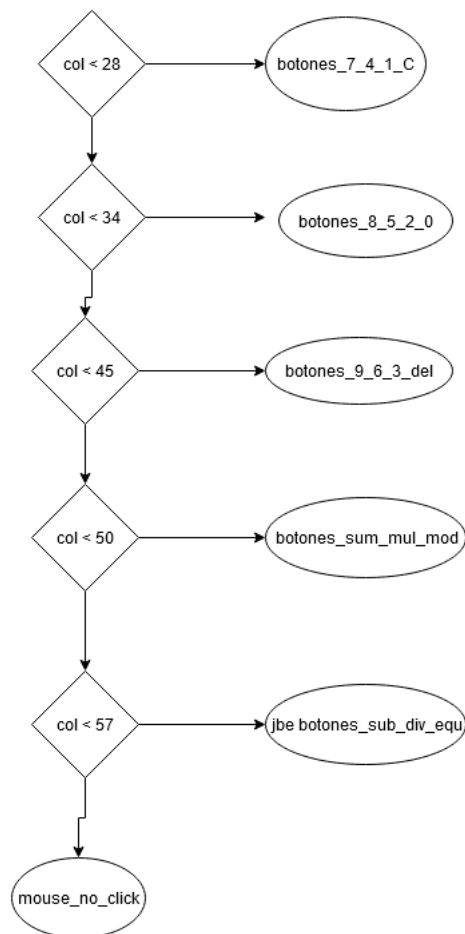 col < 28
botones_7_4_1_C
col < 34
botones_8_5_2_0
col < 45
botones_9_6_3_del
col < 50
botones_sum_mul_mod
col < 57
jbe botones_sub_div_equ
mouse_no_click